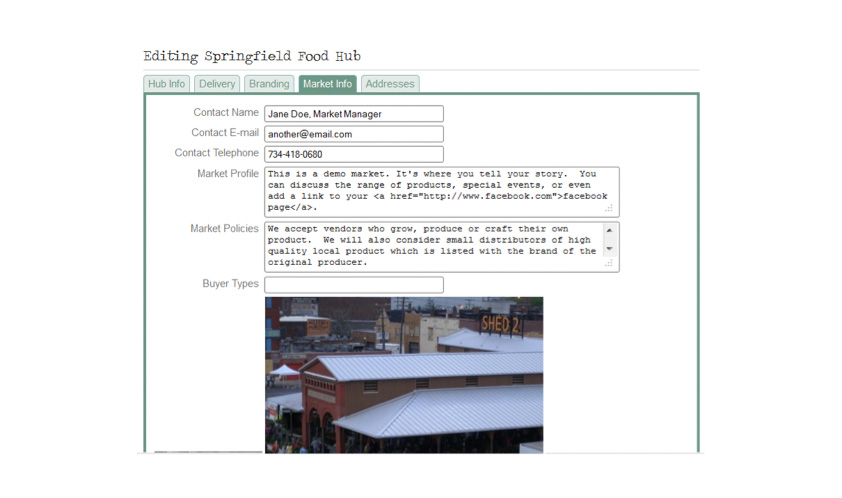 Editing Springfield Food Hub
Hub Info Delivery Branding Market Info Addresses
Contact Name Jane Doe, Market Manager
Contact E-mail another@email.com
Contact Telephone 734-418-0680
Market Profile This is a demo market. It's where you tell your story. You
can discuss the range of products, special events, or even
add a link to your <a href="http://www.facebook.com">facebook
page</a>.
Market Policies We accept vendors who grow, produce or craft their own
product. We will also consider small distributors of high
quality local product which is listed with the brand of the
original producer.
Buyer Types
SHED 2
SHED